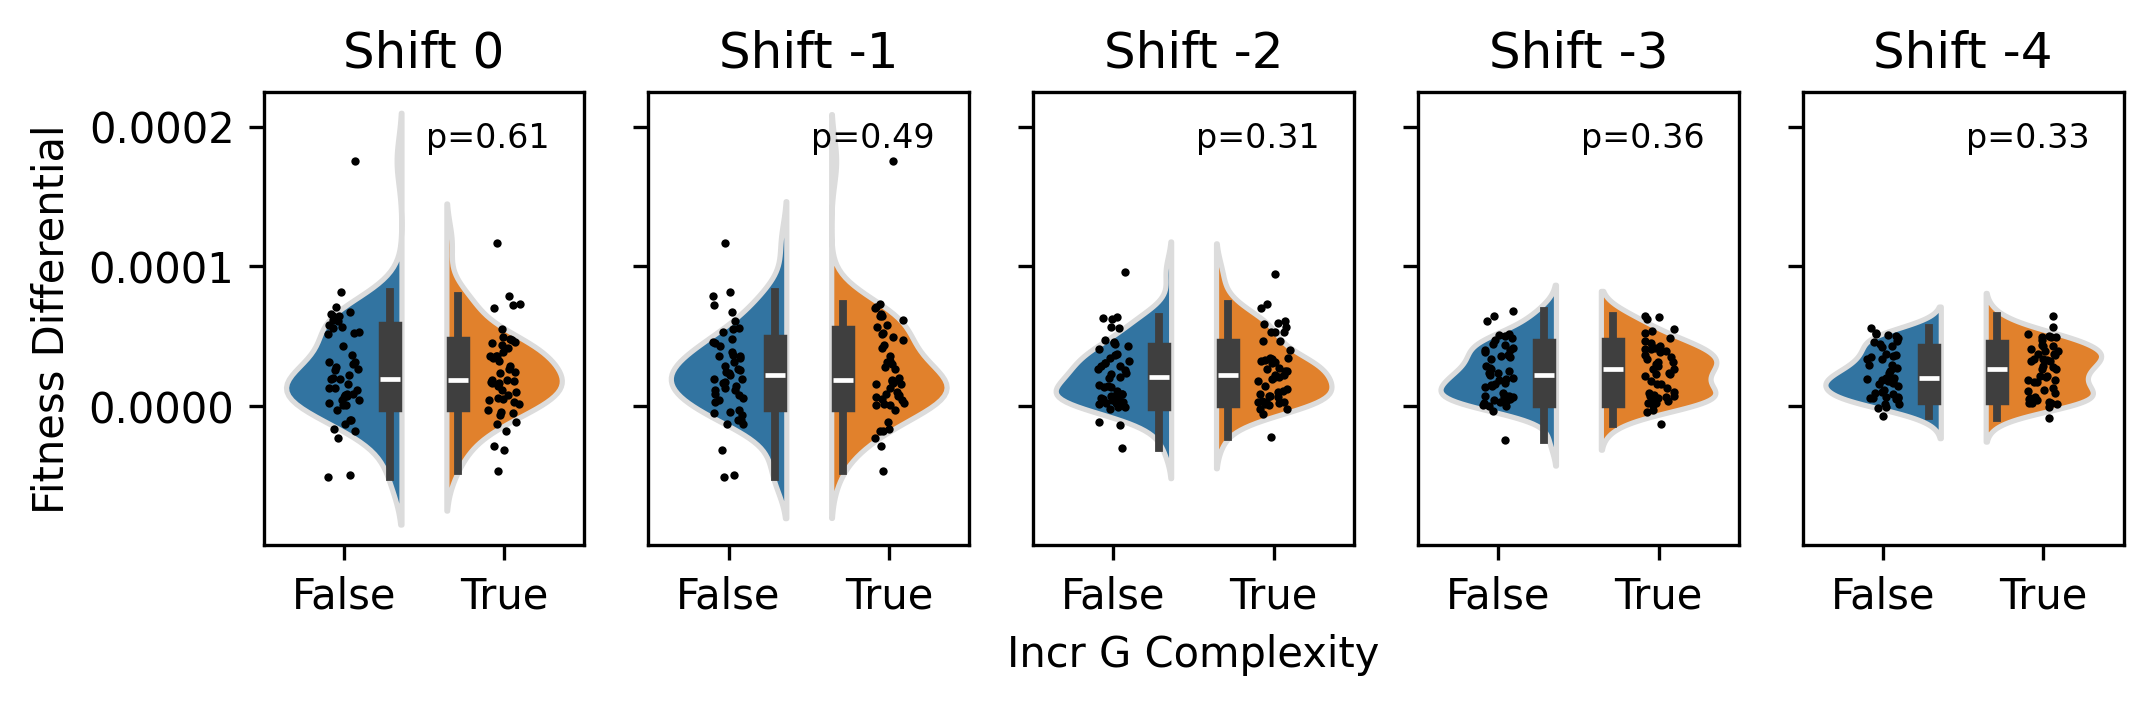 Shift 0 Shift -1 Shift -2 Shift -3 Shift -4
Fitness Differential
0.0002
0.0001
0.0000
p=0.61 p=0.49 p=0.31 p=0.36 p=0.33
False True False True False True False True False True
Incr G Complexity